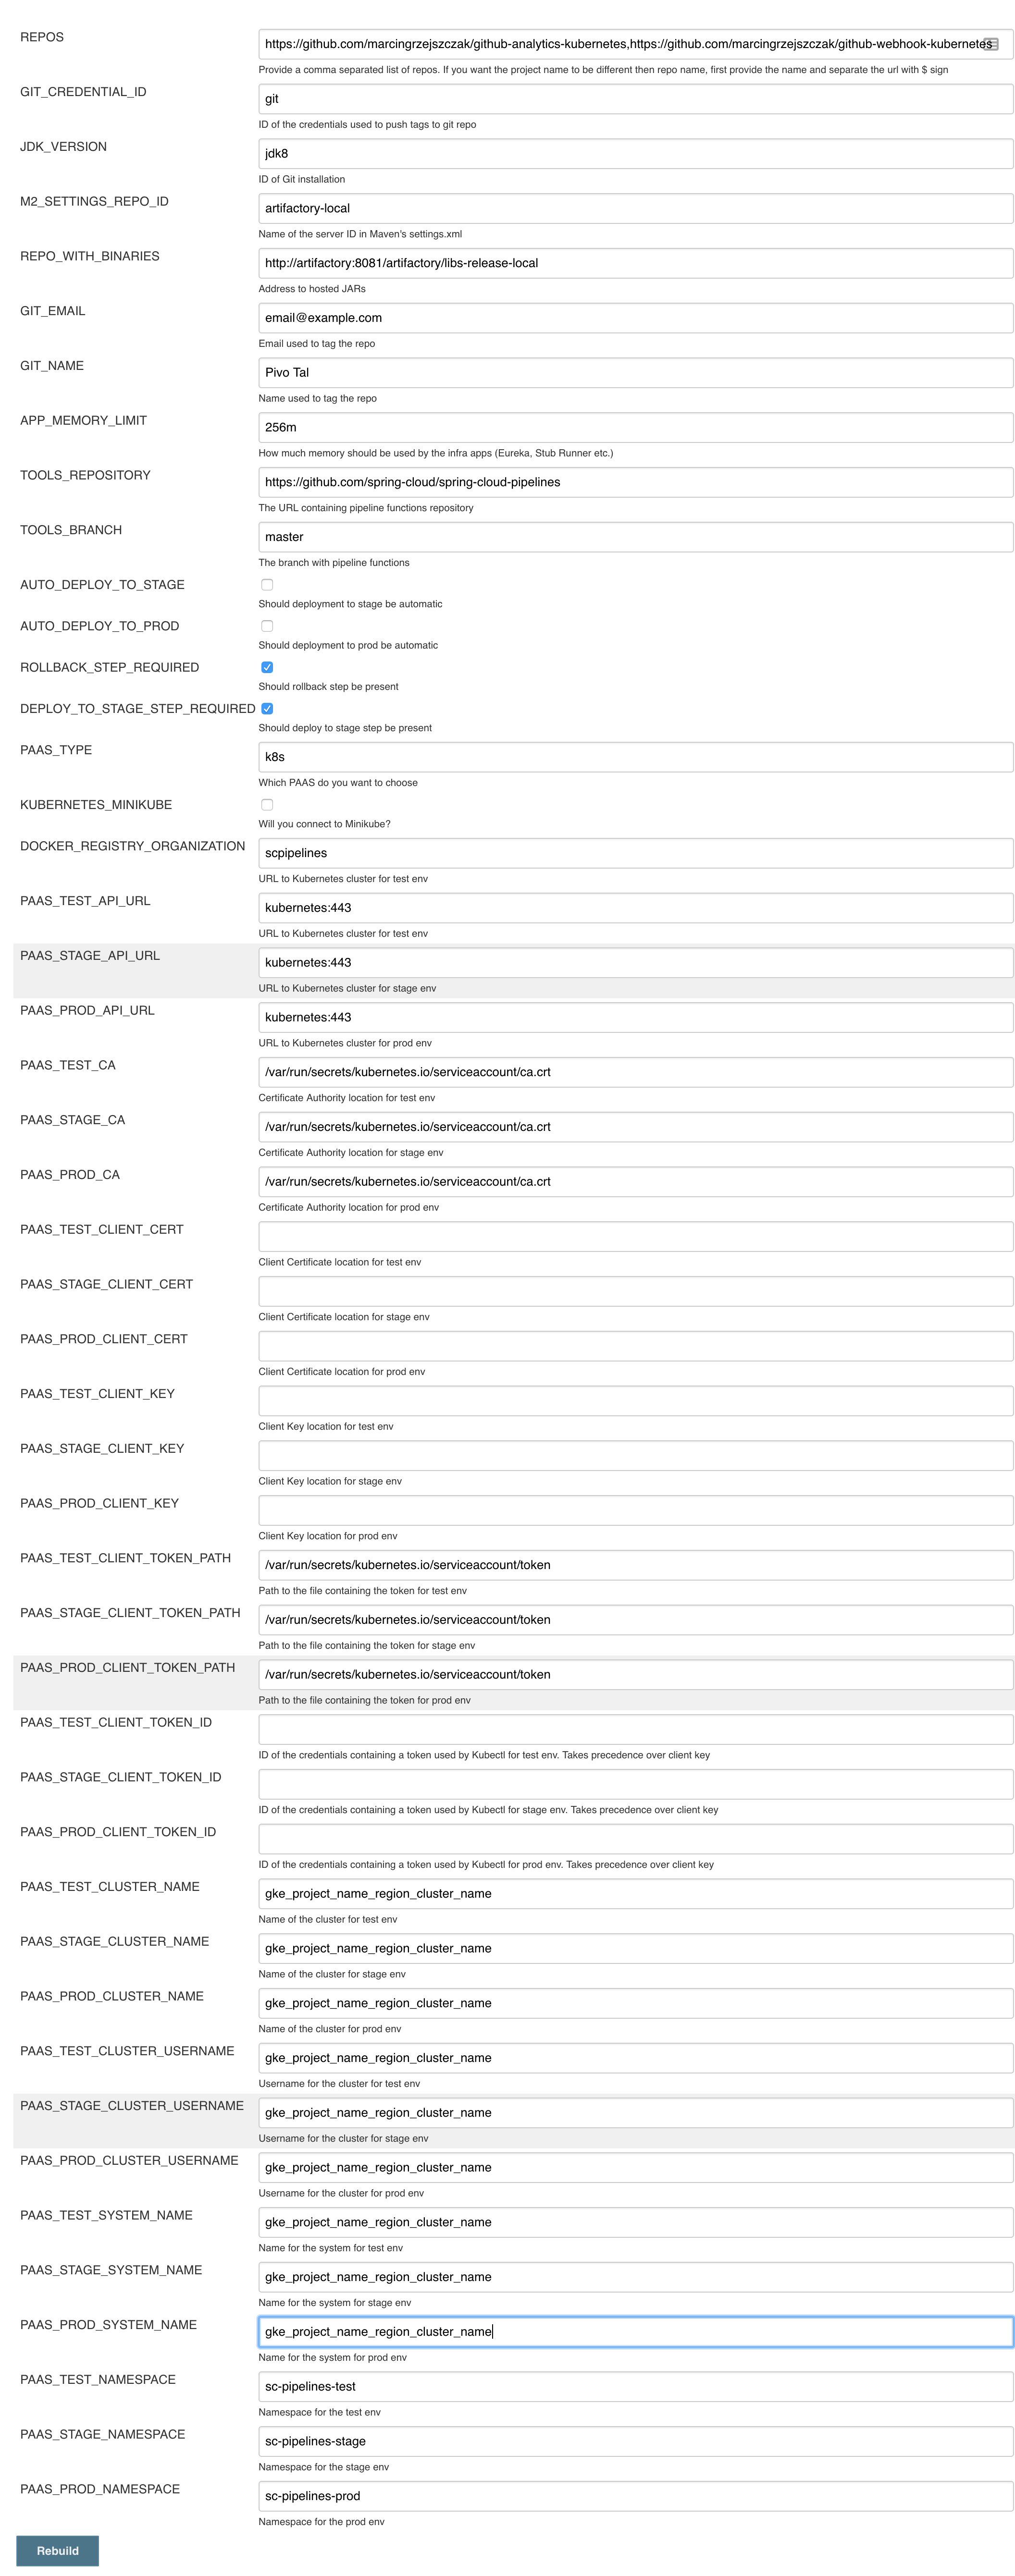 REPOS
https://github.com/marcingrzejszczak/github-analytics-kubernetes,https://github.com/marcingrzejszczak/github-webhook-kubernetes
Provide a comma separated list of repos. If you want the project name to be different then repo name, first provide the name and separate the url with $ sign
GIT_CREDENTIAL_ID
git
ID of the credentials used to push tags to git repo
JDK_VERSION
jdk8
ID of Git installation
M2_SETTINGS_REPO_ID
artifactory-local
Name of the server ID in Maven's settings.xml
REPO_WITH_BINARIES
http://artifactory:8081/artifactory/libs-release-local
Address to hosted JARs
GIT_EMAIL
email@example.com
Email used to tag the repo
GIT_NAME
Pivo Tal
Name used to tag the repo
APP_MEMORY_LIMIT
256m
How much memory should be used by the infra apps (Eureka, Stub Runner etc.)
TOOLS_REPOSITORY
https://github.com/spring-cloud/spring-cloud-pipelines
The URL containing pipeline functions repository
TOOLS_BRANCH
master
The branch with pipeline functions
AUTO_DEPLOY_TO_STAGE
Should deployment to stage be automatic
AUTO_DEPLOY_TO_PROD
Should deployment to prod be automatic
ROLLBACK_STEP_REQUIRED
Should rollback step be present
DEPLOY_TO_STAGE_STEP_REQUIRED
Should deploy to stage step be present
PAAS_TYPE
k8s
Which PAAS do you want to choose
KUBERNETES_MINIKUBE
Will you connect to Minikube?
DOCKER_REGISTRY_ORGANIZATION
scpipelines
URL to Kubernetes cluster for test env
PAAS_TEST_API_URL
kubernetes:443
URL to Kubernetes cluster for test env
PAAS_STAGE_API_URL
kubernetes:443
URL to Kubernetes cluster for stage env
PAAS_PROD_API_URL
kubernetes:443
URL to Kubernetes cluster for prod env
PAAS_TEST_CA
/var/run/secrets/kubernetes.io/serviceaccount/ca.crt
Certificate Authority location for test env
PAAS_STAGE_CA
/var/run/secrets/kubernetes.io/serviceaccount/ca.crt
Certificate Authority location for stage env
PAAS_PROD_CA
/var/run/secrets/kubernetes.io/serviceaccount/ca.crt
Certificate Authority location for prod env
PAAS_TEST_CLIENT_CERT
Client Certificate location for test env
PAAS_STAGE_CLIENT_CERT
Client Certificate location for stage env
PAAS_PROD_CLIENT_CERT
Client Certificate location for prod env
PAAS_TEST_CLIENT_KEY
Client Key location for test env
PAAS_STAGE_CLIENT_KEY
Client Key location for stage env
PAAS_PROD_CLIENT_KEY
Client Key location for prod env
PAAS_TEST_CLIENT_TOKEN_PATH
/var/run/secrets/kubernetes.io/serviceaccount/token
Path to the file containing the token for test env
PAAS_STAGE_CLIENT_TOKEN_PATH
/var/run/secrets/kubernetes.io/serviceaccount/token
Path to the file containing the token for stage env
PAAS_PROD_CLIENT_TOKEN_PATH
/var/run/secrets/kubernetes.io/serviceaccount/token
Path to the file containing the token for prod env
PAAS_TEST_CLIENT_TOKEN_ID
ID of the credentials containing a token used by Kubectl for test env. Takes precedence over client key
PAAS_STAGE_CLIENT_TOKEN_ID
ID of the credentials containing a token used by Kubectl for stage env. Takes precedence over client key
PAAS_PROD_CLIENT_TOKEN_ID
ID of the credentials containing a token used by Kubectl for prod env. Takes precedence over client key
PAAS_TEST_CLUSTER_NAME
gke_project_name_region_cluster_name
Name of the cluster for test env
PAAS_STAGE_CLUSTER_NAME
gke_project_name_region_cluster_name
Name of the cluster for stage env
PAAS_PROD_CLUSTER_NAME
gke_project_name_region_cluster_name
Name of the cluster for prod env
PAAS_TEST_CLUSTER_USERNAME
gke_project_name_region_cluster_name
Username for the cluster for test env
PAAS_STAGE_CLUSTER_USERNAME
gke_project_name_region_cluster_name
Username for the cluster for stage env
PAAS_PROD_CLUSTER_USERNAME
gke_project_name_region_cluster_name
Username for the cluster for prod env
PAAS_TEST_SYSTEM_NAME
gke_project_name_region_cluster_name
Name for the system for test env
PAAS_STAGE_SYSTEM_NAME
gke_project_name_region_cluster_name
Name for the system for stage env
PAAS_PROD_SYSTEM_NAME
gke_project_name_region_cluster_name
Name for the system for prod env
PAAS_TEST_NAMESPACE
sc-pipelines-test
Namespace for the test env
PAAS_STAGE_NAMESPACE
sc-pipelines-stage
Namespace for the stage env
PAAS_PROD_NAMESPACE
sc-pipelines-prod
Namespace for the prod env
Rebuild